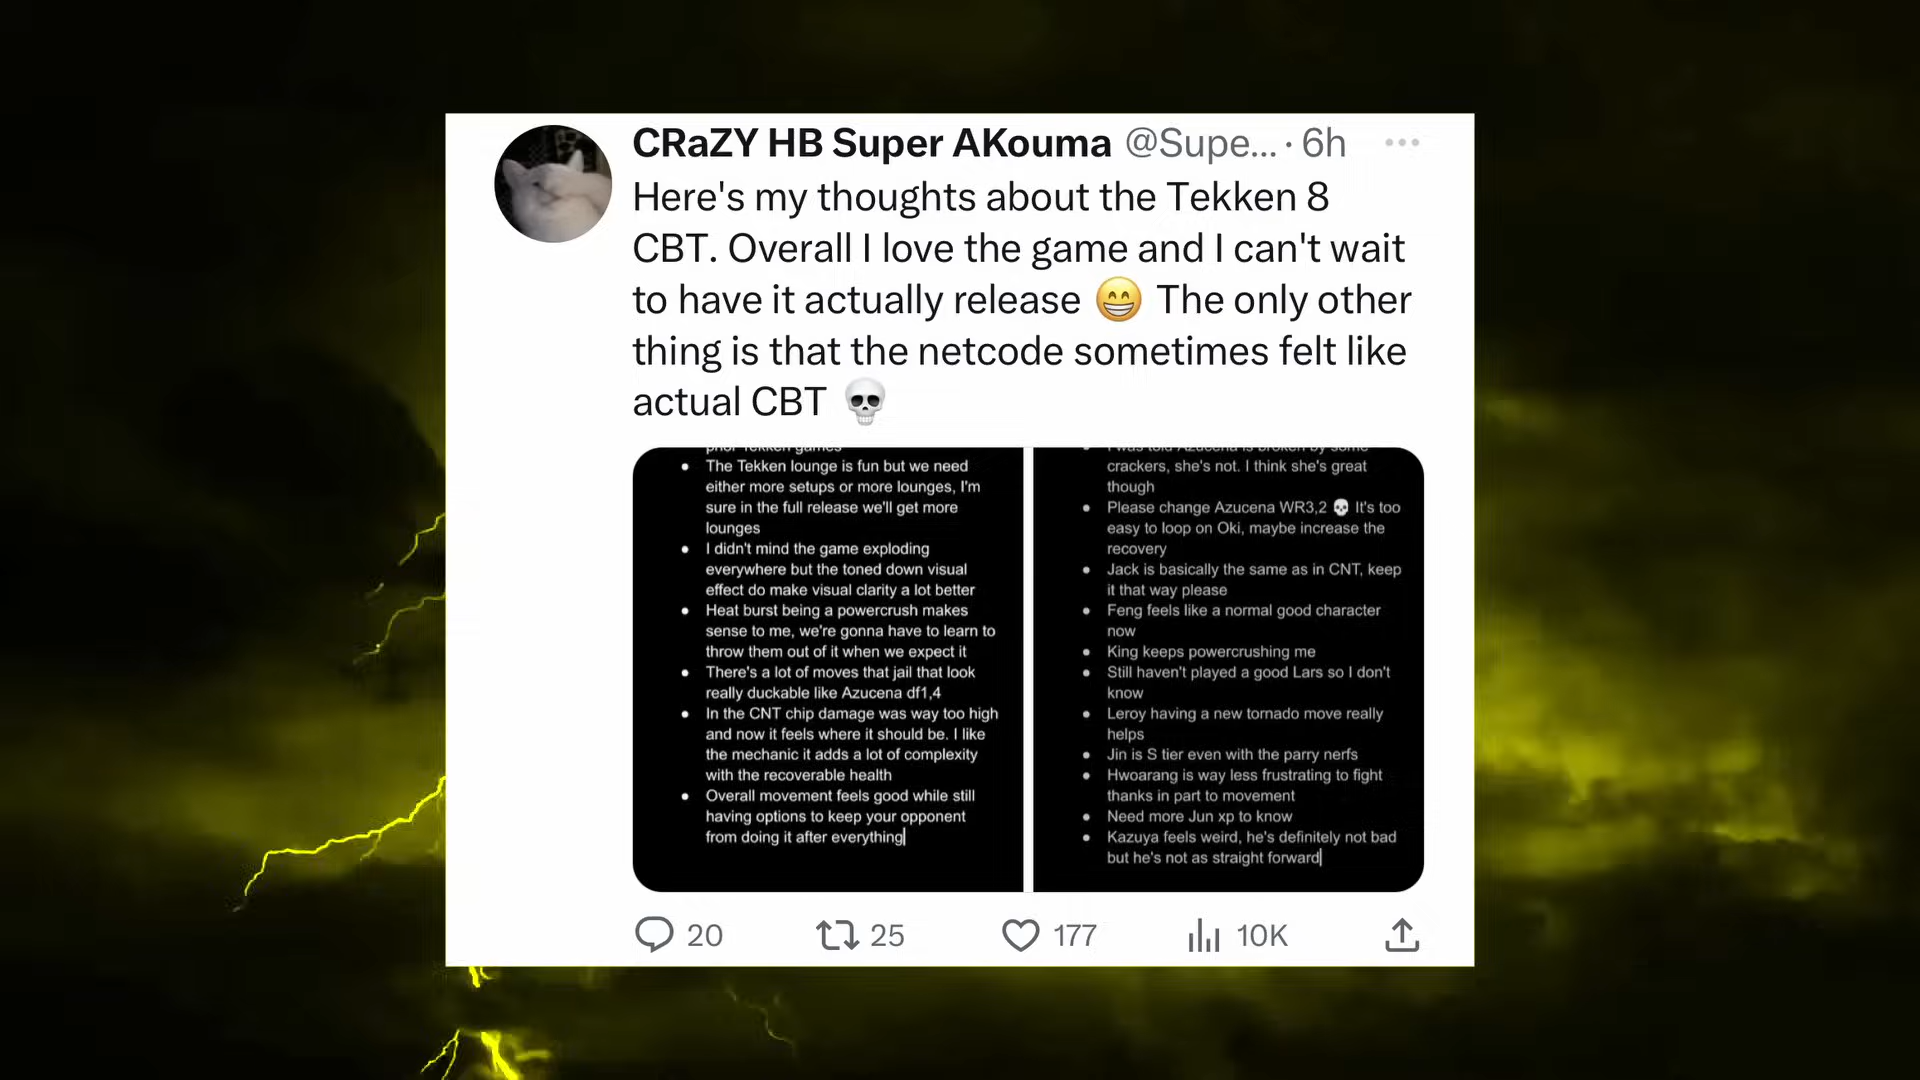 CRaZY HB Super AKouma @Supe... · 6h
Here's my thoughts about the Tekken 8
CBT. Overall I love the game and I can't wait
to have it actually release 😁 The only other
thing is that the netcode sometimes felt like
actual CBT 💀
prior Tekken games
• The Tekken lounge is fun but we need
either more setups or more lounges, I'm
sure in the full release we'll get more
lounges
• I didn't mind the game exploding
everywhere but the toned down visual
effect do make visual clarity a lot better
• Heat burst being a powercrush makes
sense to me, we're gonna have to learn to
throw them out of it when we expect it
• There's a lot of moves that jail that look
really duckable like Azucena df1,4
• In the CNT chip damage was way too high
and now it feels where it should be. I like
the mechanic it adds a lot of complexity
with the recoverable health
• Overall movement feels good while still
having options to keep your opponent
from doing it after everything
• I was told Azucena is broken by some
crackers, she's not. I think she's great
though
• Please change Azucena WR3,2 💀 It's too
easy to loop on Oki, maybe increase the
recovery
• Jack is basically the same as in CNT, keep
it that way please
• Feng feels like a normal good character
now
• King keeps powercrushing me
• Still haven't played a good Lars so I don't
know
• Leroy having a new tornado move really
helps
• Jin is S tier even with the parry nerfs
• Hwoarang is way less frustrating to fight
thanks in part to movement
• Need more Jun xp to know
• Kazuya feels weird, he's definitely not bad
but he's not as straight forward
20 25 177 10K